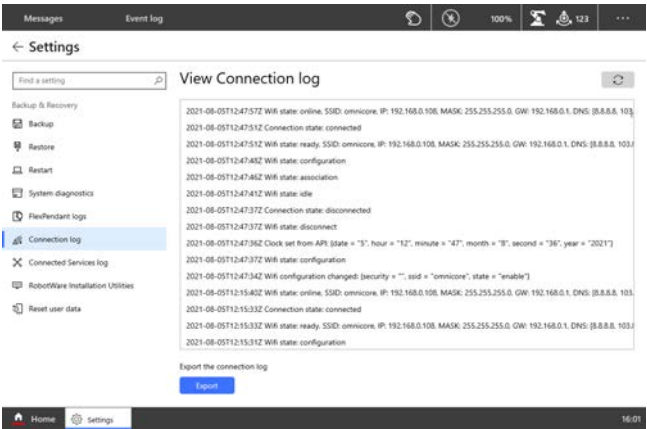 Messages Event log 100% 123 ...
← Settings
Find a setting
View Connection log
Backup & Recovery
Backup
Restore
Restart
System diagnostics
FlexPendant logs
Connection log
Connected Services log
RobotWare Installation Utilities
Reset user data
2021-08-05T12:47:57Z Wifi state: online, SSID: omnicore, IP: 192.168.0.108, MASK: 255.255.255.0, GW: 192.168.0.1, DNS: [8.8.8.8, 103.
2021-08-05T12:47:51Z Connection state: connected
2021-08-05T12:47:51Z Wifi state: ready, SSID: omnicore, IP: 192.168.0.108, MASK: 255.255.255.0, GW: 192.168.0.1, DNS: [8.8.8.8, 103.
2021-08-05T12:47:48Z Wifi state: configuration
2021-08-05T12:47:46Z Wifi state: association
2021-08-05T12:47:41Z Wifi state: idle
2021-08-05T12:47:37Z Connection state: disconnected
2021-08-05T12:47:37Z Wifi state: disconnect
2021-08-05T12:47:36Z Clock set from API: {date = "5", hour = "12", minute = "47", month = "8", second = "36", year = "2021"}
2021-08-05T12:47:37Z Wifi state: configuration
2021-08-05T12:47:34Z Wifi configuration changed: {security = "", ssid = "omnicore", state = "enable"}
2021-08-05T12:15:40Z Wifi state: online, SSID: omnicore, IP: 192.168.0.108, MASK: 255.255.255.0, GW: 192.168.0.1, DNS: [8.8.8.8, 103.
2021-08-05T12:15:33Z Connection state: connected
2021-08-05T12:15:33Z Wifi state: ready, SSID: omnicore, IP: 192.168.0.108, MASK: 255.255.255.0, GW: 192.168.0.1, DNS: [8.8.8.8, 103.
2021-08-05T12:15:31Z Wifi state: configuration
Export the connection log
Export
Home Settings 16:01